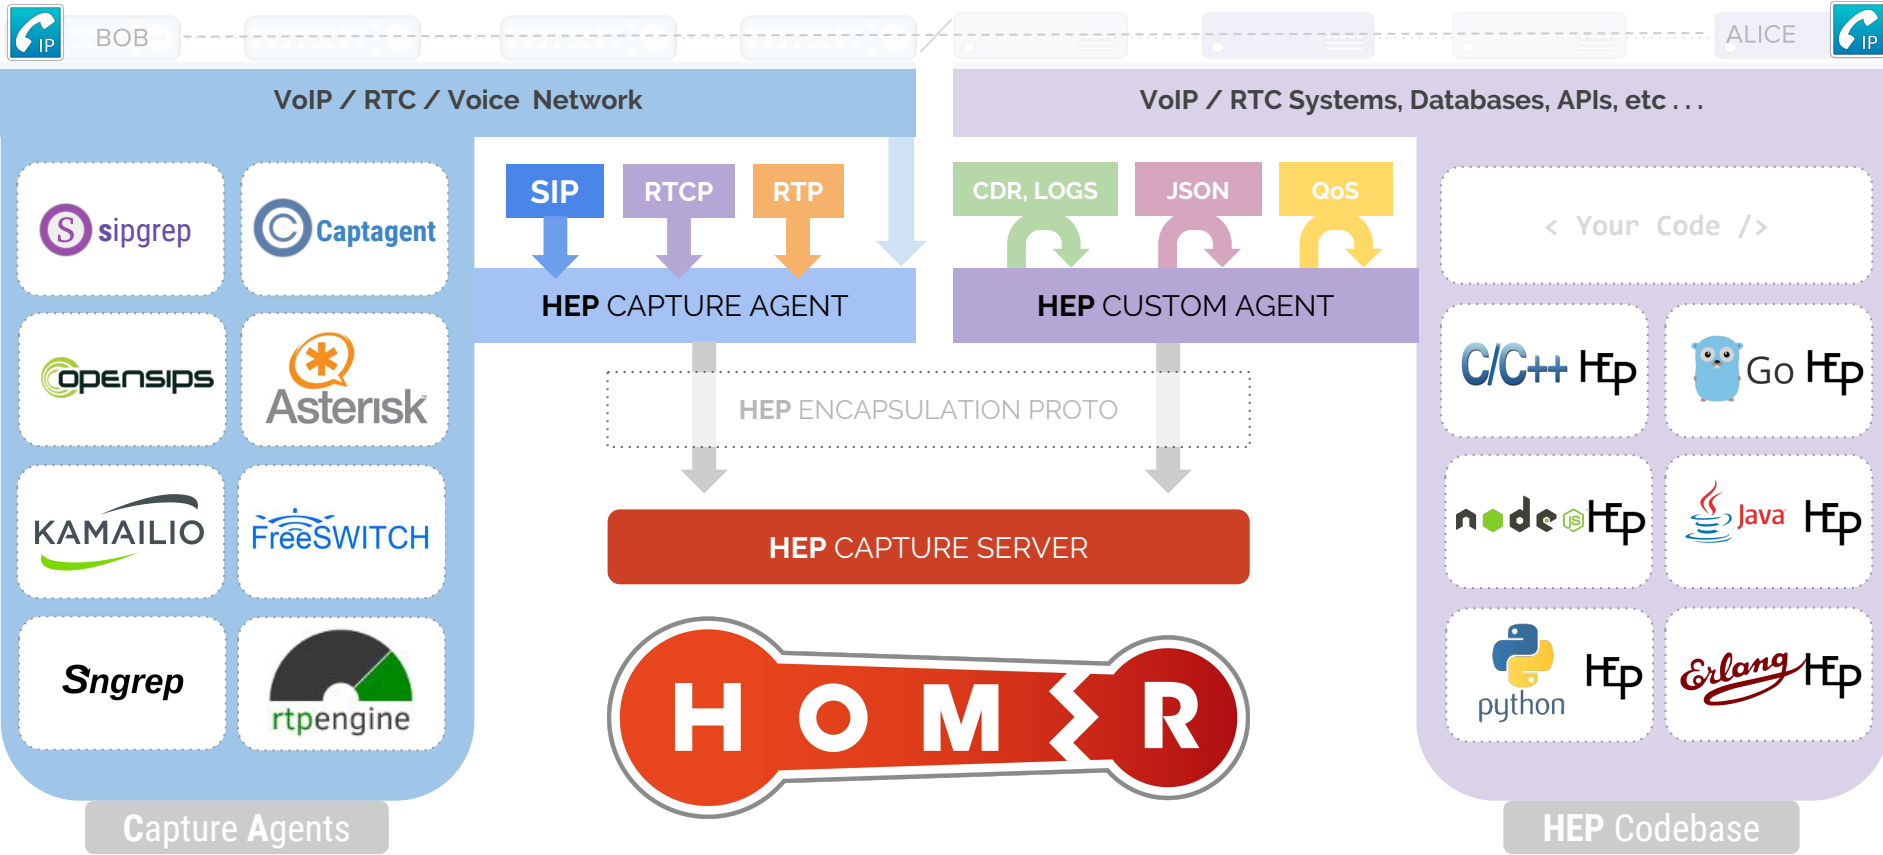 IP BOB ALICE IP
VoIP / RTC / Voice Network
VoIP / RTC Systems, Databases, APIs, etc . . .
SIP RTCP RTP
CDR, LOGS JSON QoS
S sipgrep
C Captagent
< Your Code />
HEP CAPTURE AGENT
HEP CUSTOM AGENT
opensips
Asterisk
HEP ENCAPSULATION PROTO
C/C++ HEp
Go HEp
KAMAILIO
FreeSWITCH
HEP CAPTURE SERVER
node JS HEp
Java HEp
Sngrep
rtpengine
HOMER
python HEp
Erlang HEp
Capture Agents
HEP Codebase